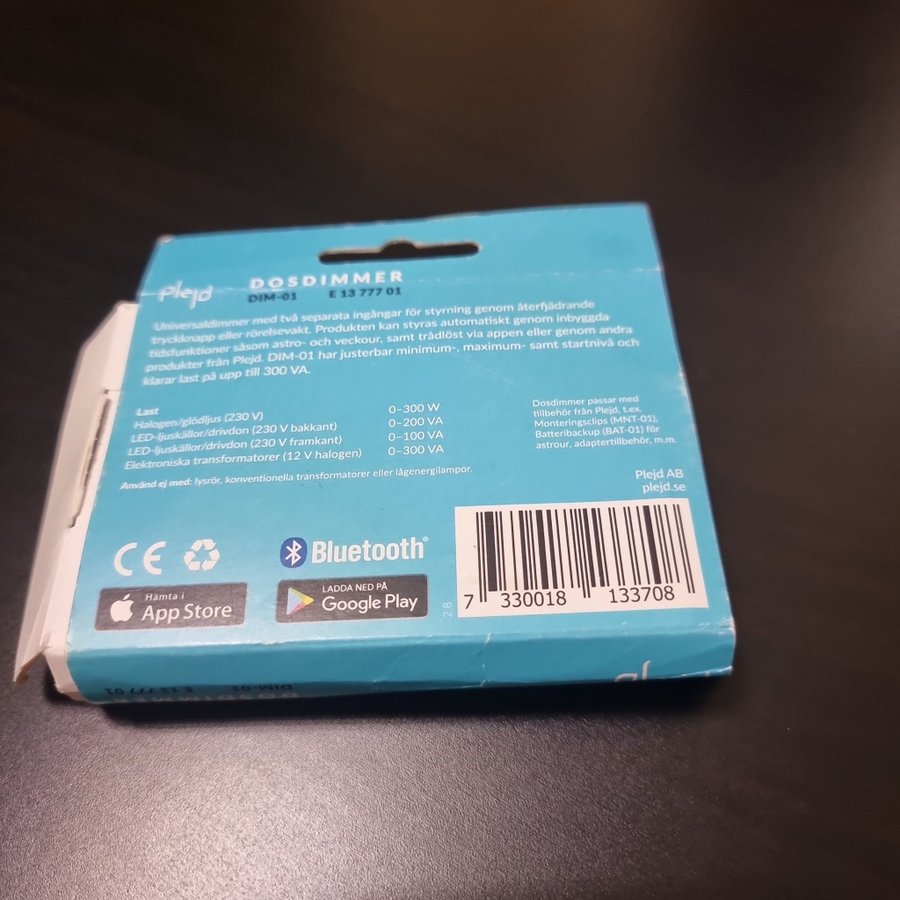 Plejd DOSDIMMER
DIM-01 E 13 777 01
Universaldimmer med två separata ingångar för styrning genom återfjädrande
tryckknapp eller rörelsevakt. Produkten kan styras automatiskt genom inbyggda
tidsfunktioner såsom astro- och veckour, samt trådlöst via appen eller genom andra
produkter från Plejd. DIM-01 har justerbar minimum-, maximum- samt startnivå och
klarar last på upp till 300 VA.
Last
Halogen/glödljus (230 V) 0–300 W
LED-ljuskällor/drivdon (230 V bakkant) 0–200 VA
LED-ljuskällor/drivdon (230 V framkant) 0–100 VA
Elektroniska transformatorer (12 V halogen) 0–300 VA
Använd ej med: lysrör, konventionella transformatorer eller lågenergilampor.
Dosdimmer passar med
tillbehör från Plejd, t.ex.
Monteringsclips (MNT-01),
Batteribackup (BAT-01) för
astrour, adaptertillbehör, m.m.
Plejd AB
plejd.se
CE
Bluetooth®
Hämta i
App Store
LADDA NED PÅ
Google Play
2.8
7 330018 133708
DIM-01
E 13 777 01